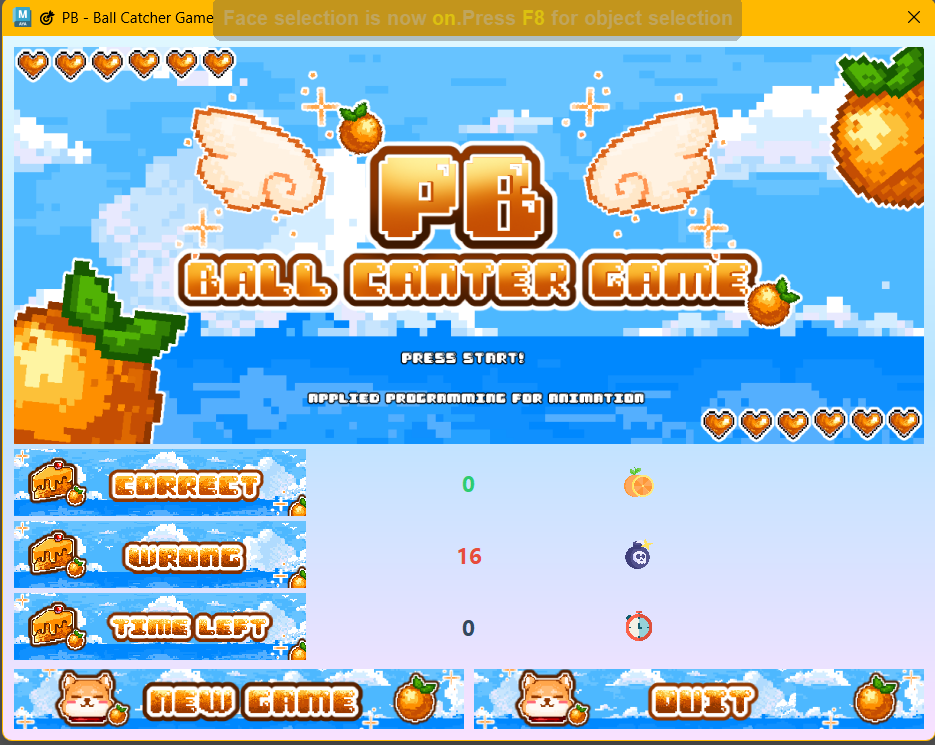 PB - Ball Catcher Game
Face selection is now on.Press F8 for object selection
PB
BALL CANTER GAME
PRESS START!
APPLIED PROGRAMMING FOR ANIMATION
CORRECT
0
WRONG
16
TIME LEFT
0
NEW GAME
QUIT